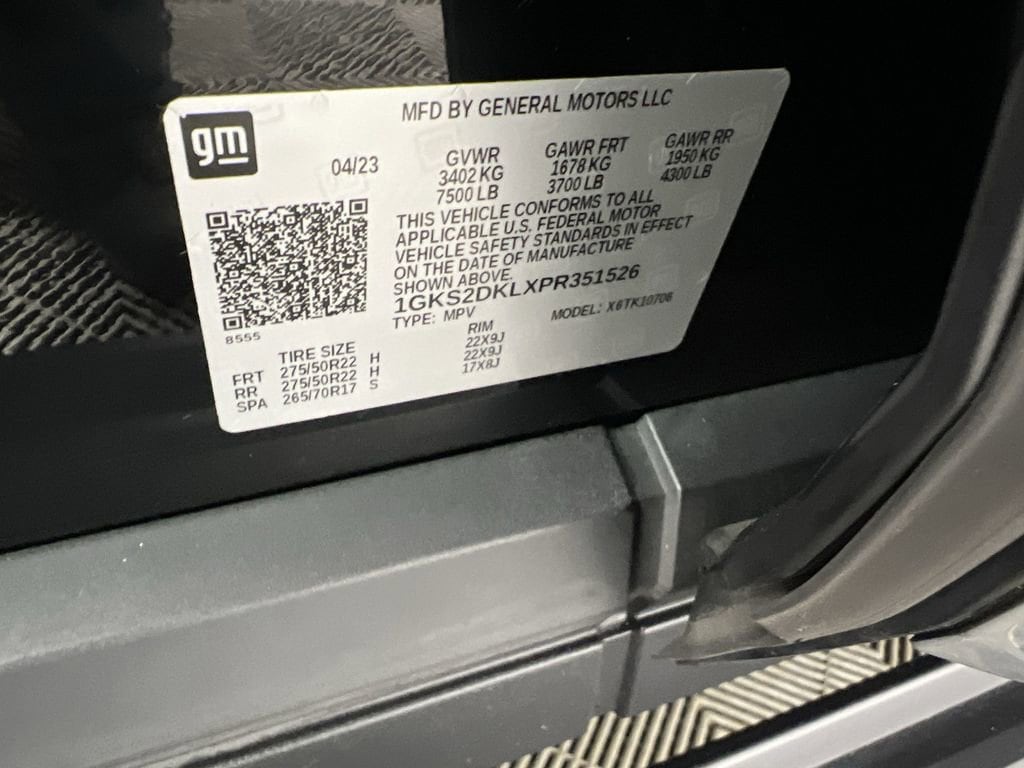 gm
MFD BY GENERAL MOTORS LLC
04/23
GVWR
3402 KG
7500 LB
GAWR FRT
1678 KG
3700 LB
GAWR RR
1950 KG
4300 LB
THIS VEHICLE CONFORMS TO ALL
APPLICABLE U.S. FEDERAL MOTOR
VEHICLE SAFETY STANDARDS IN EFFECT
ON THE DATE OF MANUFACTURE
SHOWN ABOVE.
1GKS2DKLXPR351526
TYPE: MPV MODEL: X6TK10706
8555
TIRE SIZE RIM
FRT 275/50R22 H 22X9J
RR 275/50R22 H 22X9J
SPA 265/70R17 S 17X8J